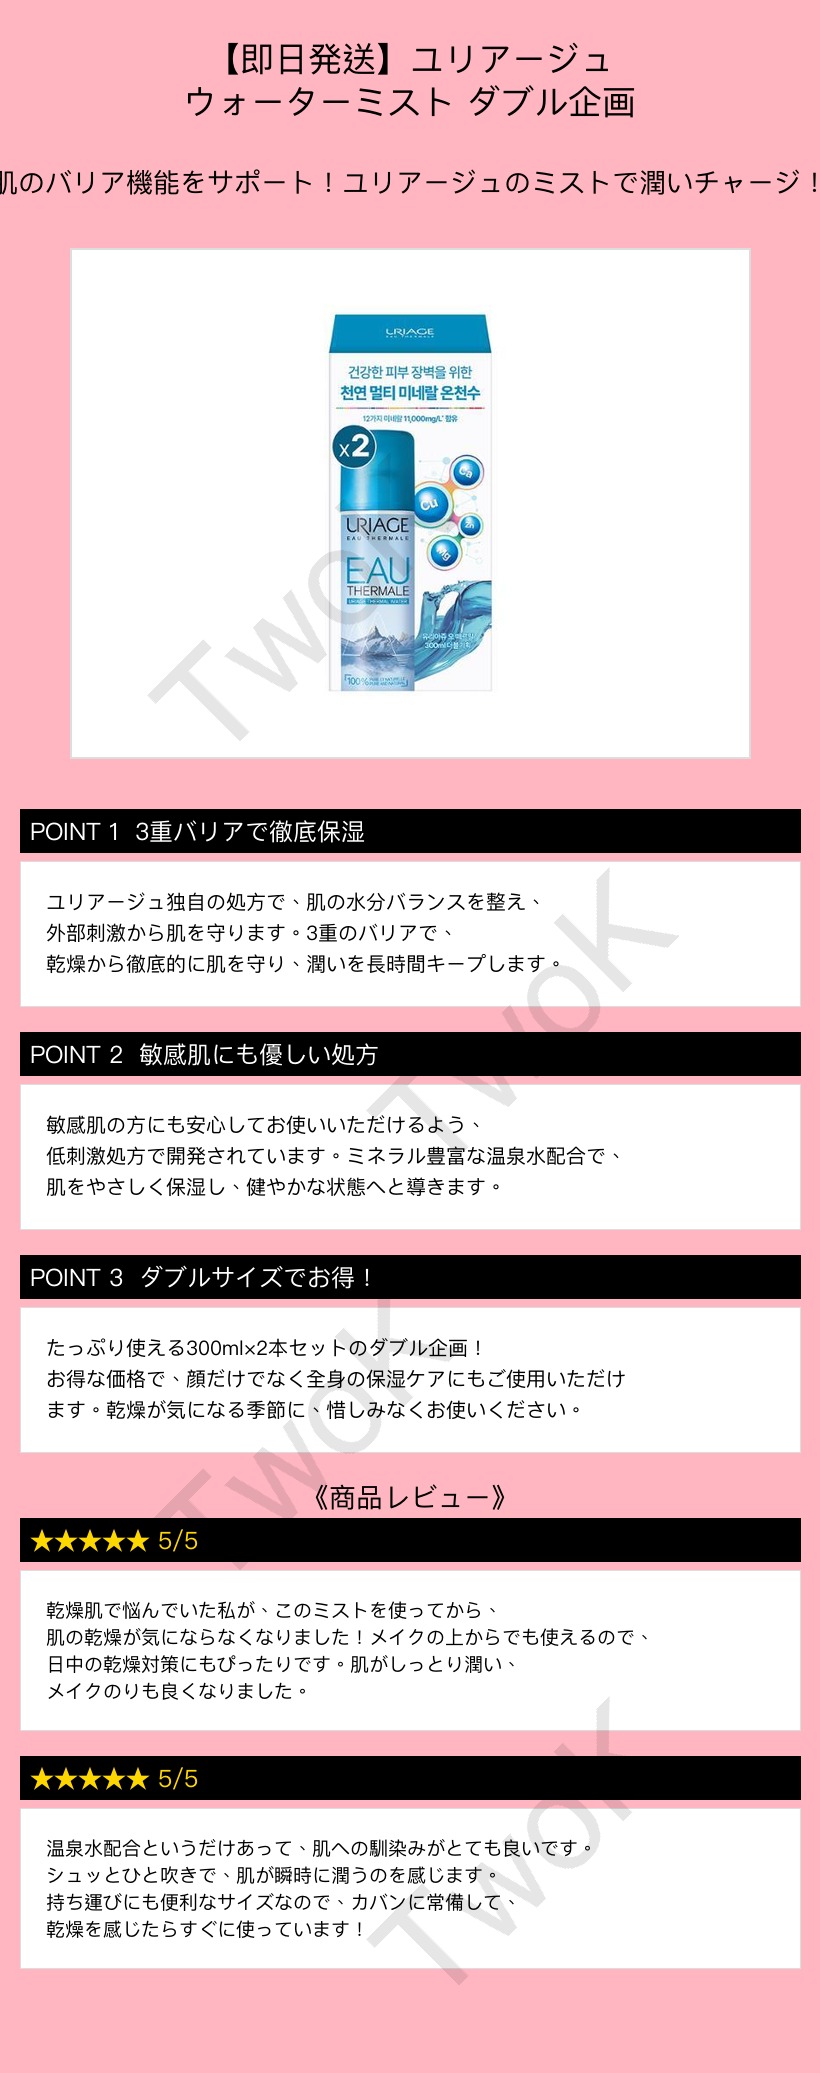 【即日発送】ユリアージュ
ウォーターミスト ダブル企画
肌のバリア機能をサポート！ユリアージュのミストで潤いチャージ！
URIAGE
EAU THERMALE
건강한 피부 장벽을 위한
천연 멀티 미네랄 온천수
12가지 미네랄 11,000mg/L* 함유
x2
Ca
Cu
Zn
Mg
URIAGE
EAU THERMALE
EAU
THERMALE
URIAGE THERMAL WATER
유리아쥬 오 떼르말
300ml 더블기획
100%
TwoK
POINT 1 3重バリアで徹底保湿
ユリアージュ独自の処方で、肌の水分バランスを整え、
外部刺激から肌を守ります。3重のバリアで、
乾燥から徹底的に肌を守り、潤いを長時間キープします。
TwoK
POINT 2 敏感肌にも優しい処方
敏感肌の方にも安心してお使いいただけるよう、
低刺激処方で開発されています。ミネラル豊富な温泉水配合で、
肌をやさしく保湿し、健やかな状態へと導きます。
POINT 3 ダブルサイズでお得！
たっぷり使える300ml×2本セットのダブル企画！
お得な価格で、顔だけでなく全身の保湿ケアにもご使用いただけ
ます。乾燥が気になる季節に、惜しみなくお使いください。
TwoK
《商品レビュー》
★★★★★ 5/5
乾燥肌で悩んでいた私が、このミストを使ってから、
肌の乾燥が気にならなくなりました！メイクの上からでも使えるので、
日中の乾燥対策にもぴったりです。肌がしっとり潤い、
メイクのりも良くなりました。
★★★★★ 5/5
温泉水配合というだけあって、肌への馴染みがとても良いです。
シュッとひと吹きで、肌が瞬時に潤うのを感じます。
持ち運びにも便利なサイズなので、カバンに常備して、
乾燥を感じたらすぐに使っています！
TwoK